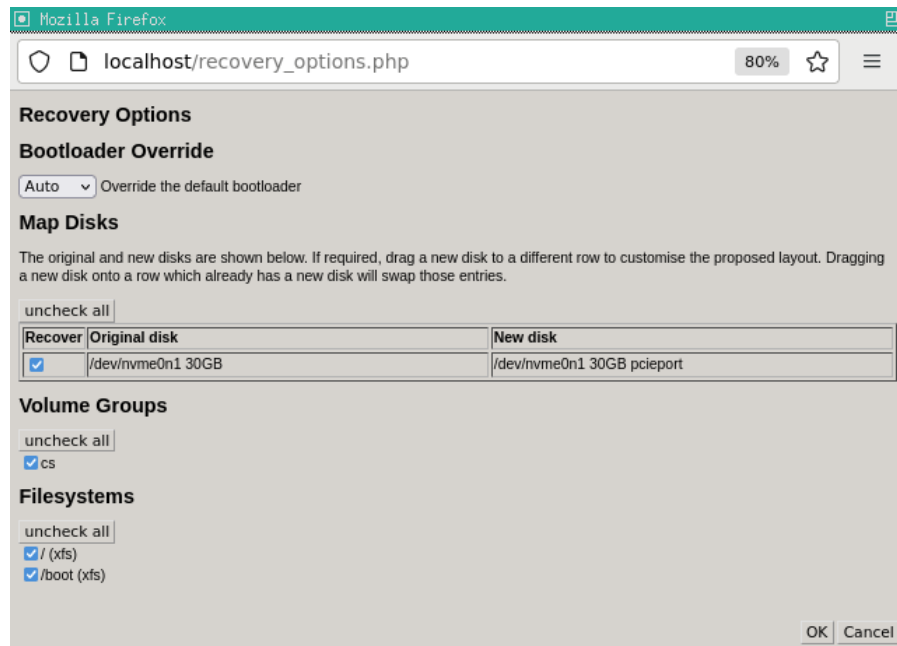 Mozilla Firefox
localhost/recovery_options.php 80%
Recovery Options
Bootloader Override
Auto Override the default bootloader
Map Disks
The original and new disks are shown below. If required, drag a new disk to a different row to customise the proposed layout. Dragging
a new disk onto a row which already has a new disk will swap those entries.
uncheck all
Recover Original disk New disk
/dev/nvme0n1 30GB /dev/nvme0n1 30GB pcieport
Volume Groups
uncheck all
cs
Filesystems
uncheck all
/ (xfs)
/boot (xfs)
OK Cancel